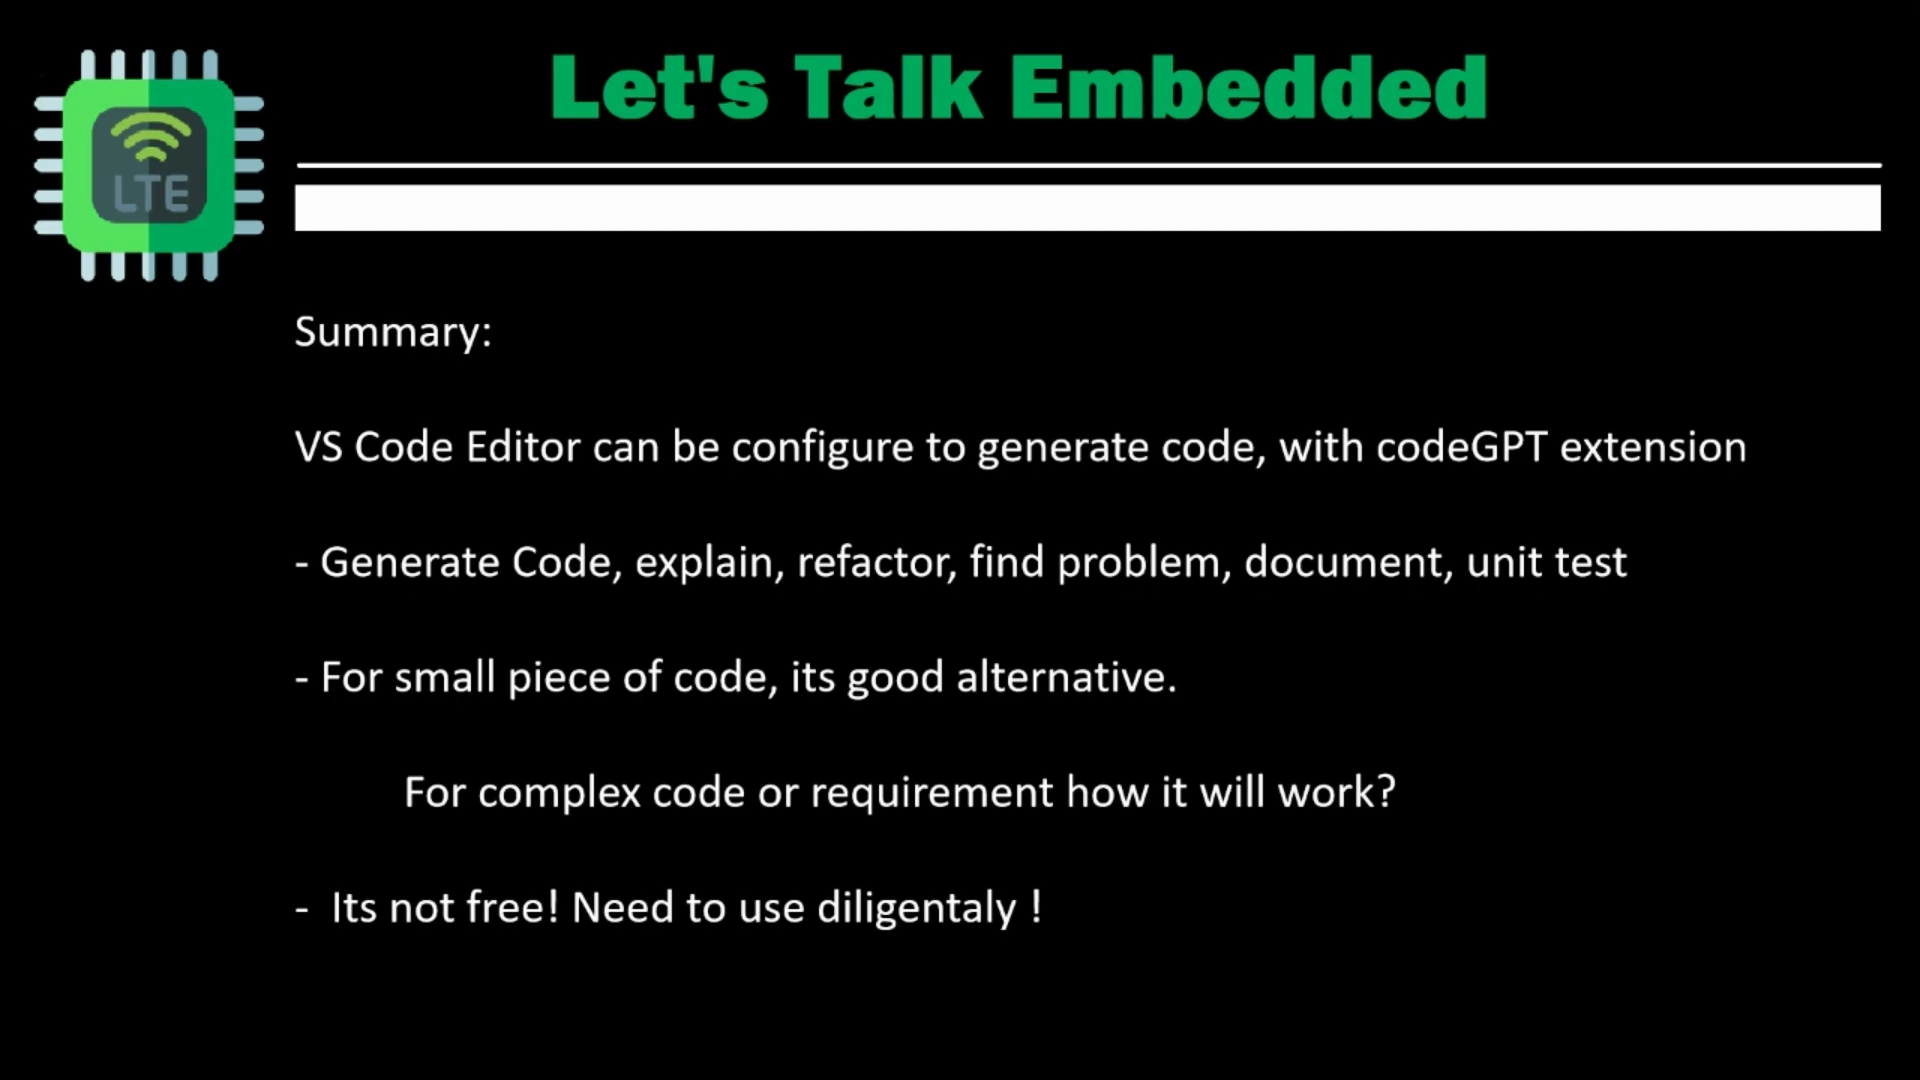 Let's Talk Embedded
LTE
Summary:
VS Code Editor can be configure to generate code, with codeGPT extension
- Generate Code, explain, refactor, find problem, document, unit test
- For small piece of code, its good alternative.
For complex code or requirement how it will work?
- Its not free! Need to use diligentaly !